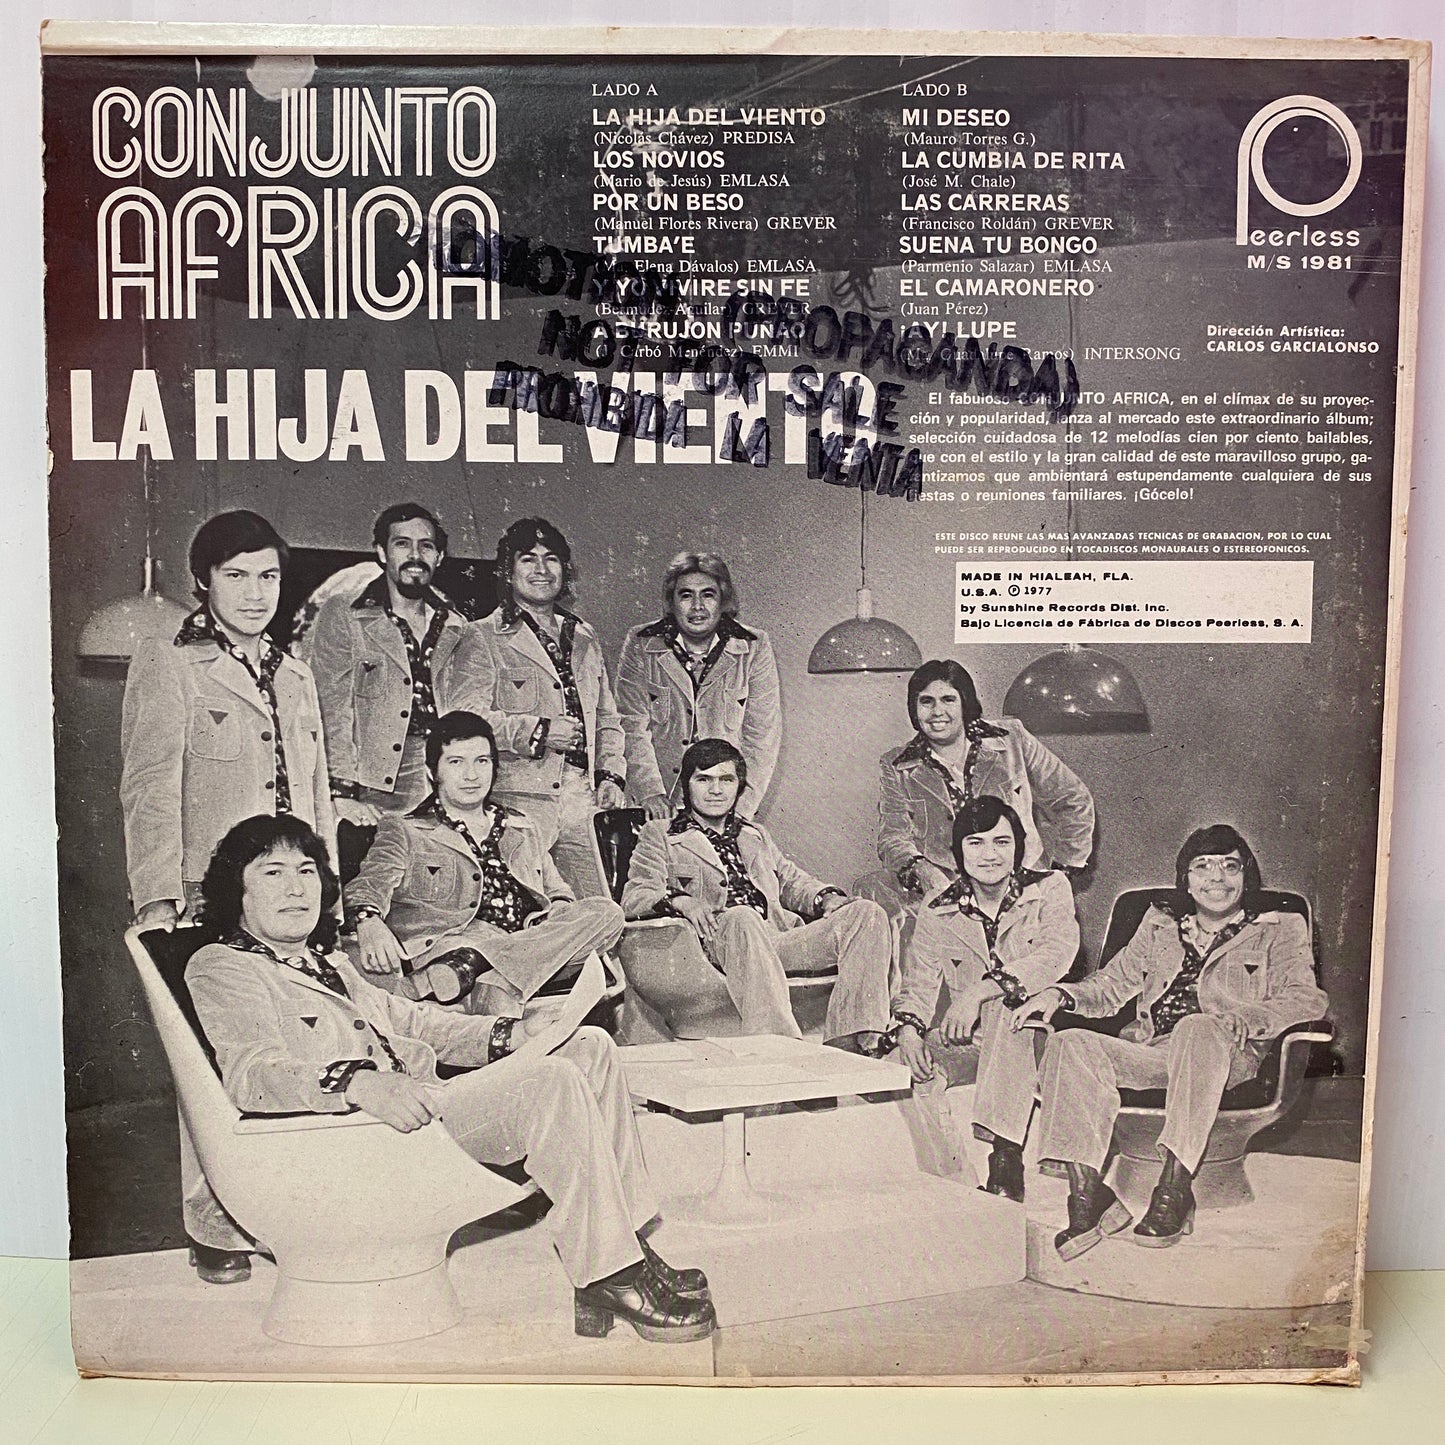 CONJUNTO
AFRICA
LADO A
LA HIJA DEL VIENTO
(Nicolás Chávez) PREDISA
LOS NOVIOS
(Mario de Jesús) EMLASA
POR UN BESO
(Manuel Flores Rivera) GREVER
TUMBA'E
(Ma. Elena Dávalos) EMLASA
Y YO VIVIRE SIN FE
(Bermúdez Aguilar) GREVER
A BURUJON PUÑAO
(J. Carbó Menéndez) EMMI
LADO B
MI DESEO
(Mauro Torres G.)
LA CUMBIA DE RITA
(José M. Chale)
LAS CARRERAS
(Francisco Roldán) GREVER
SUENA TU BONGO
(Parmenio Salazar) EMLASA
EL CAMARONERO
(Juan Pérez)
¡AY! LUPE
(Ma. Guadalupe Ramos) INTERSONG
Peerless
M/S 1981
Dirección Artística:
CARLOS GARCIALONSO
(PROPAGANDA)
NOT FOR SALE
PROHIBIDA LA VENTA
LA HIJA DEL VIENTO
El fabuloso CONJUNTO AFRICA, en el clímax de su proyec-
ción y popularidad, lanza al mercado este extraordinario álbum;
selección cuidadosa de 12 melodías cien por ciento bailables,
que con el estilo y la gran calidad de este maravilloso grupo, ga-
rantizamos que ambientará estupendamente cualquiera de sus
fiestas o reuniones familiares. ¡Gócelo!
ESTE DISCO REUNE LAS MAS AVANZADAS TECNICAS DE GRABACION, POR LO CUAL
PUEDE SER REPRODUCIDO EN TOCADISCOS MONAURALES O ESTEREOFONICOS.
MADE IN HIALEAH, FLA.
U.S.A. ℗ 1977
by Sunshine Records Dist. Inc.
Bajo Licencia de Fábrica de Discos Peerless, S. A.